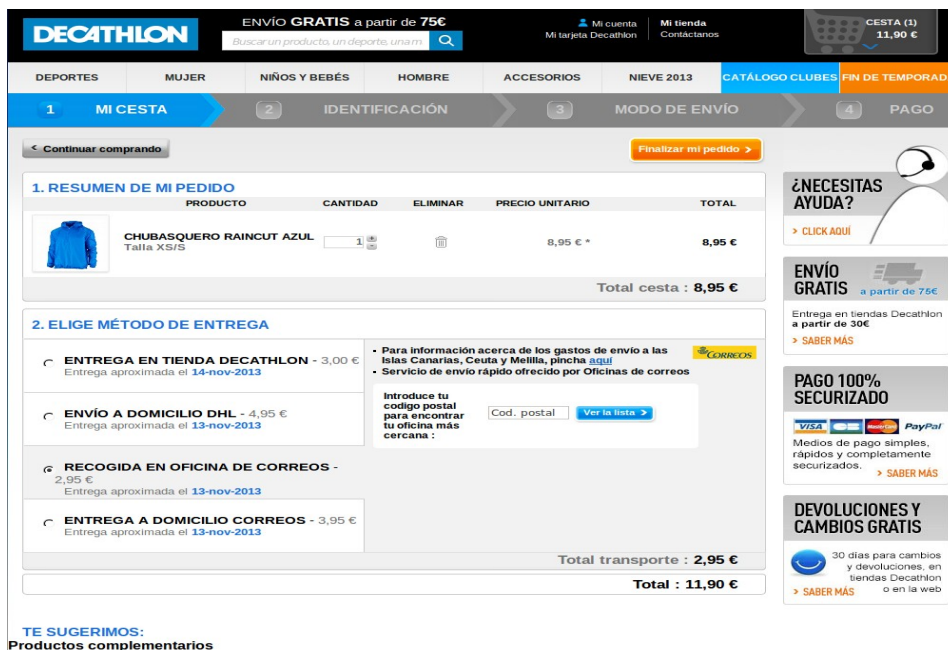 DECATHLON
ENVÍO GRATIS a partir de 75€
Buscar un producto, un deporte, una m
Mi cuenta
Mi tarjeta Decathlon
Mi tienda
Contáctanos
CESTA (1)
11,90 €
DEPORTES MUJER NIÑOS Y BEBÉS HOMBRE ACCESORIOS NIEVE 2013 CATÁLOGO CLUBES FIN DE TEMPORAD
1 MI CESTA 2 IDENTIFICACIÓN 3 MODO DE ENVÍO 4 PAGO
< Continuar comprando
Finalizar mi pedido >
1. RESUMEN DE MI PEDIDO
PRODUCTO CANTIDAD ELIMINAR PRECIO UNITARIO TOTAL
CHUBASQUERO RAINCUT AZUL
Talla XS/S
1 8,95 € * 8,95 €
Total cesta : 8,95 €
2. ELIGE MÉTODO DE ENTREGA
ENTREGA EN TIENDA DECATHLON - 3,00 €
Entrega aproximada el 14-nov-2013
ENVÍO A DOMICILIO DHL - 4,95 €
Entrega aproximada el 13-nov-2013
RECOGIDA EN OFICINA DE CORREOS -
2,95 €
Entrega aproximada el 13-nov-2013
ENTREGA A DOMICILIO CORREOS - 3,95 €
Entrega aproximada el 13-nov-2013
- Para información acerca de los gastos de envío a las
Islas Canarias, Ceuta y Melilla, pincha aquí
- Servicio de envío rápido ofrecido por Oficinas de correos
CORREOS
Introduce tu
codigo postal
para encontrar
tu oficina más
cercana :
Cod. postal
Ver la lista >
Total transporte : 2,95 €
Total : 11,90 €
TE SUGERIMOS:
Productos complementarios
¿NECESITAS
AYUDA?
> CLICK AQUÍ
ENVÍO
GRATIS a partir de 75€
Entrega en tiendas Decathlon
a partir de 30€
> SABER MÁS
PAGO 100%
SECURIZADO
VISA CB MasterCard PayPal
Medios de pago simples,
rápidos y completamente
securizados.
> SABER MÁS
DEVOLUCIONES Y
CAMBIOS GRATIS
30 días para cambios
y devoluciones, en
tiendas Decathlon
o en la web
> SABER MÁS